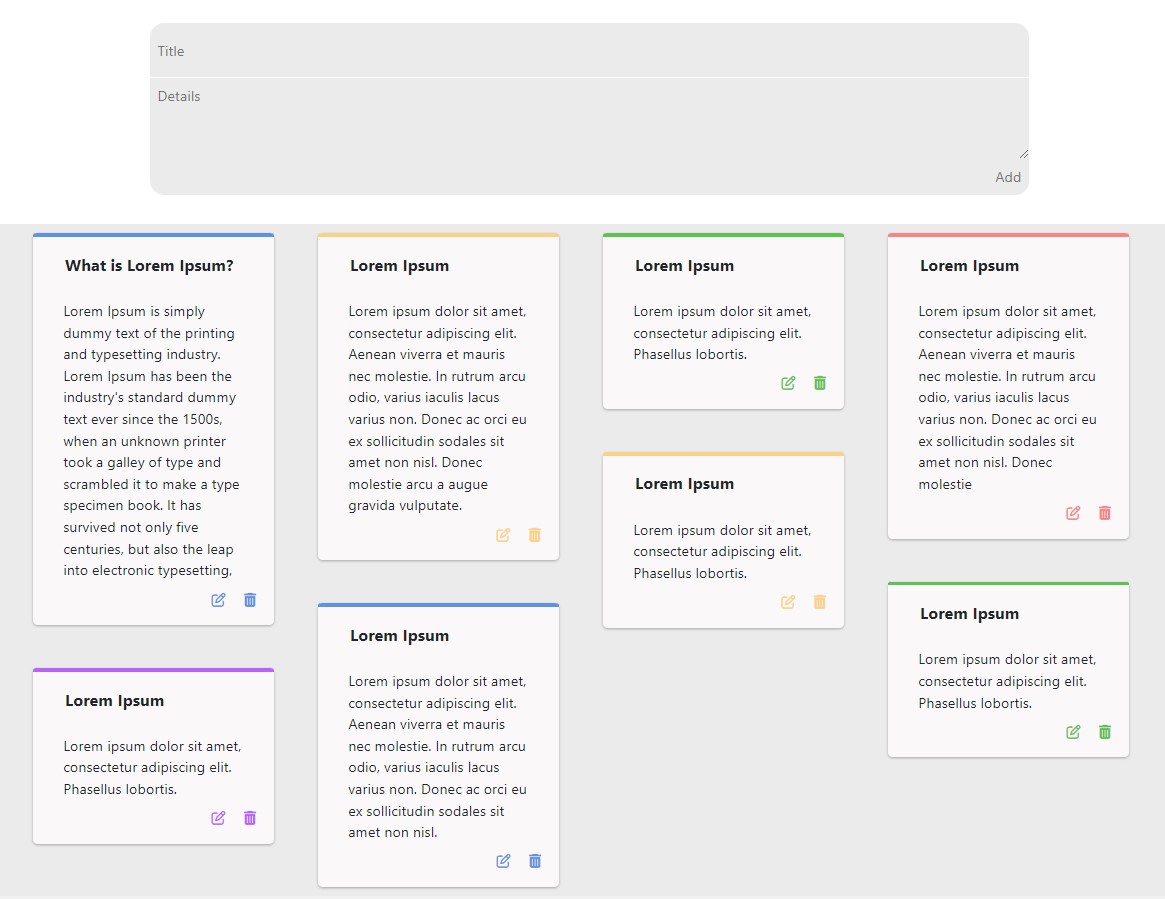 Title
Details
Add
What is Lorem Ipsum?
Lorem Ipsum is simply
dummy text of the printing
and typesetting industry.
Lorem Ipsum has been the
industry's standard dummy
text ever since the 1500s,
when an unknown printer
took a galley of type and
scrambled it to make a type
specimen book. It has
survived not only five
centuries, but also the leap
into electronic typesetting,
Lorem Ipsum
Lorem ipsum dolor sit amet,
consectetur adipiscing elit.
Phasellus lobortis.
Lorem Ipsum
Lorem ipsum dolor sit amet,
consectetur adipiscing elit.
Aenean viverra et mauris
nec molestie. In rutrum arcu
odio, varius iaculis lacus
varius non. Donec ac orci eu
ex sollicitudin sodales sit
amet non nisl. Donec
molestie arcu a augue
gravida vulputate.
Lorem Ipsum
Lorem ipsum dolor sit amet,
consectetur adipiscing elit.
Aenean viverra et mauris
nec molestie. In rutrum arcu
odio, varius iaculis lacus
varius non. Donec ac orci eu
ex sollicitudin sodales sit
amet non nisl.
Lorem Ipsum
Lorem ipsum dolor sit amet,
consectetur adipiscing elit.
Phasellus lobortis.
Lorem Ipsum
Lorem ipsum dolor sit amet,
consectetur adipiscing elit.
Phasellus lobortis.
Lorem Ipsum
Lorem ipsum dolor sit amet,
consectetur adipiscing elit.
Aenean viverra et mauris
nec molestie. In rutrum arcu
odio, varius iaculis lacus
varius non. Donec ac orci eu
ex sollicitudin sodales sit
amet non nisl. Donec
molestie
Lorem Ipsum
Lorem ipsum dolor sit amet,
consectetur adipiscing elit.
Phasellus lobortis.